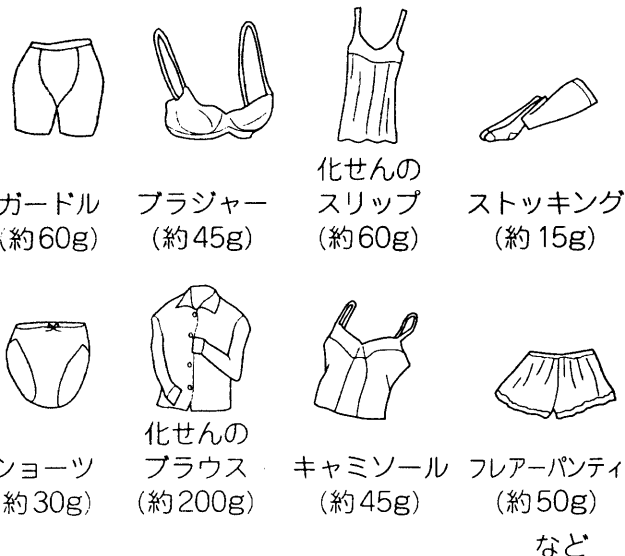 ガードル
(約60g)
ブラジャー
(約45g)
化せんの
スリップ
(約60g)
ストッキング
(約15g)
ショーツ
(約30g)
化せんの
ブラウス
(約200g)
キャミソール
(約45g)
フレアーパンティ
(約50g)
など